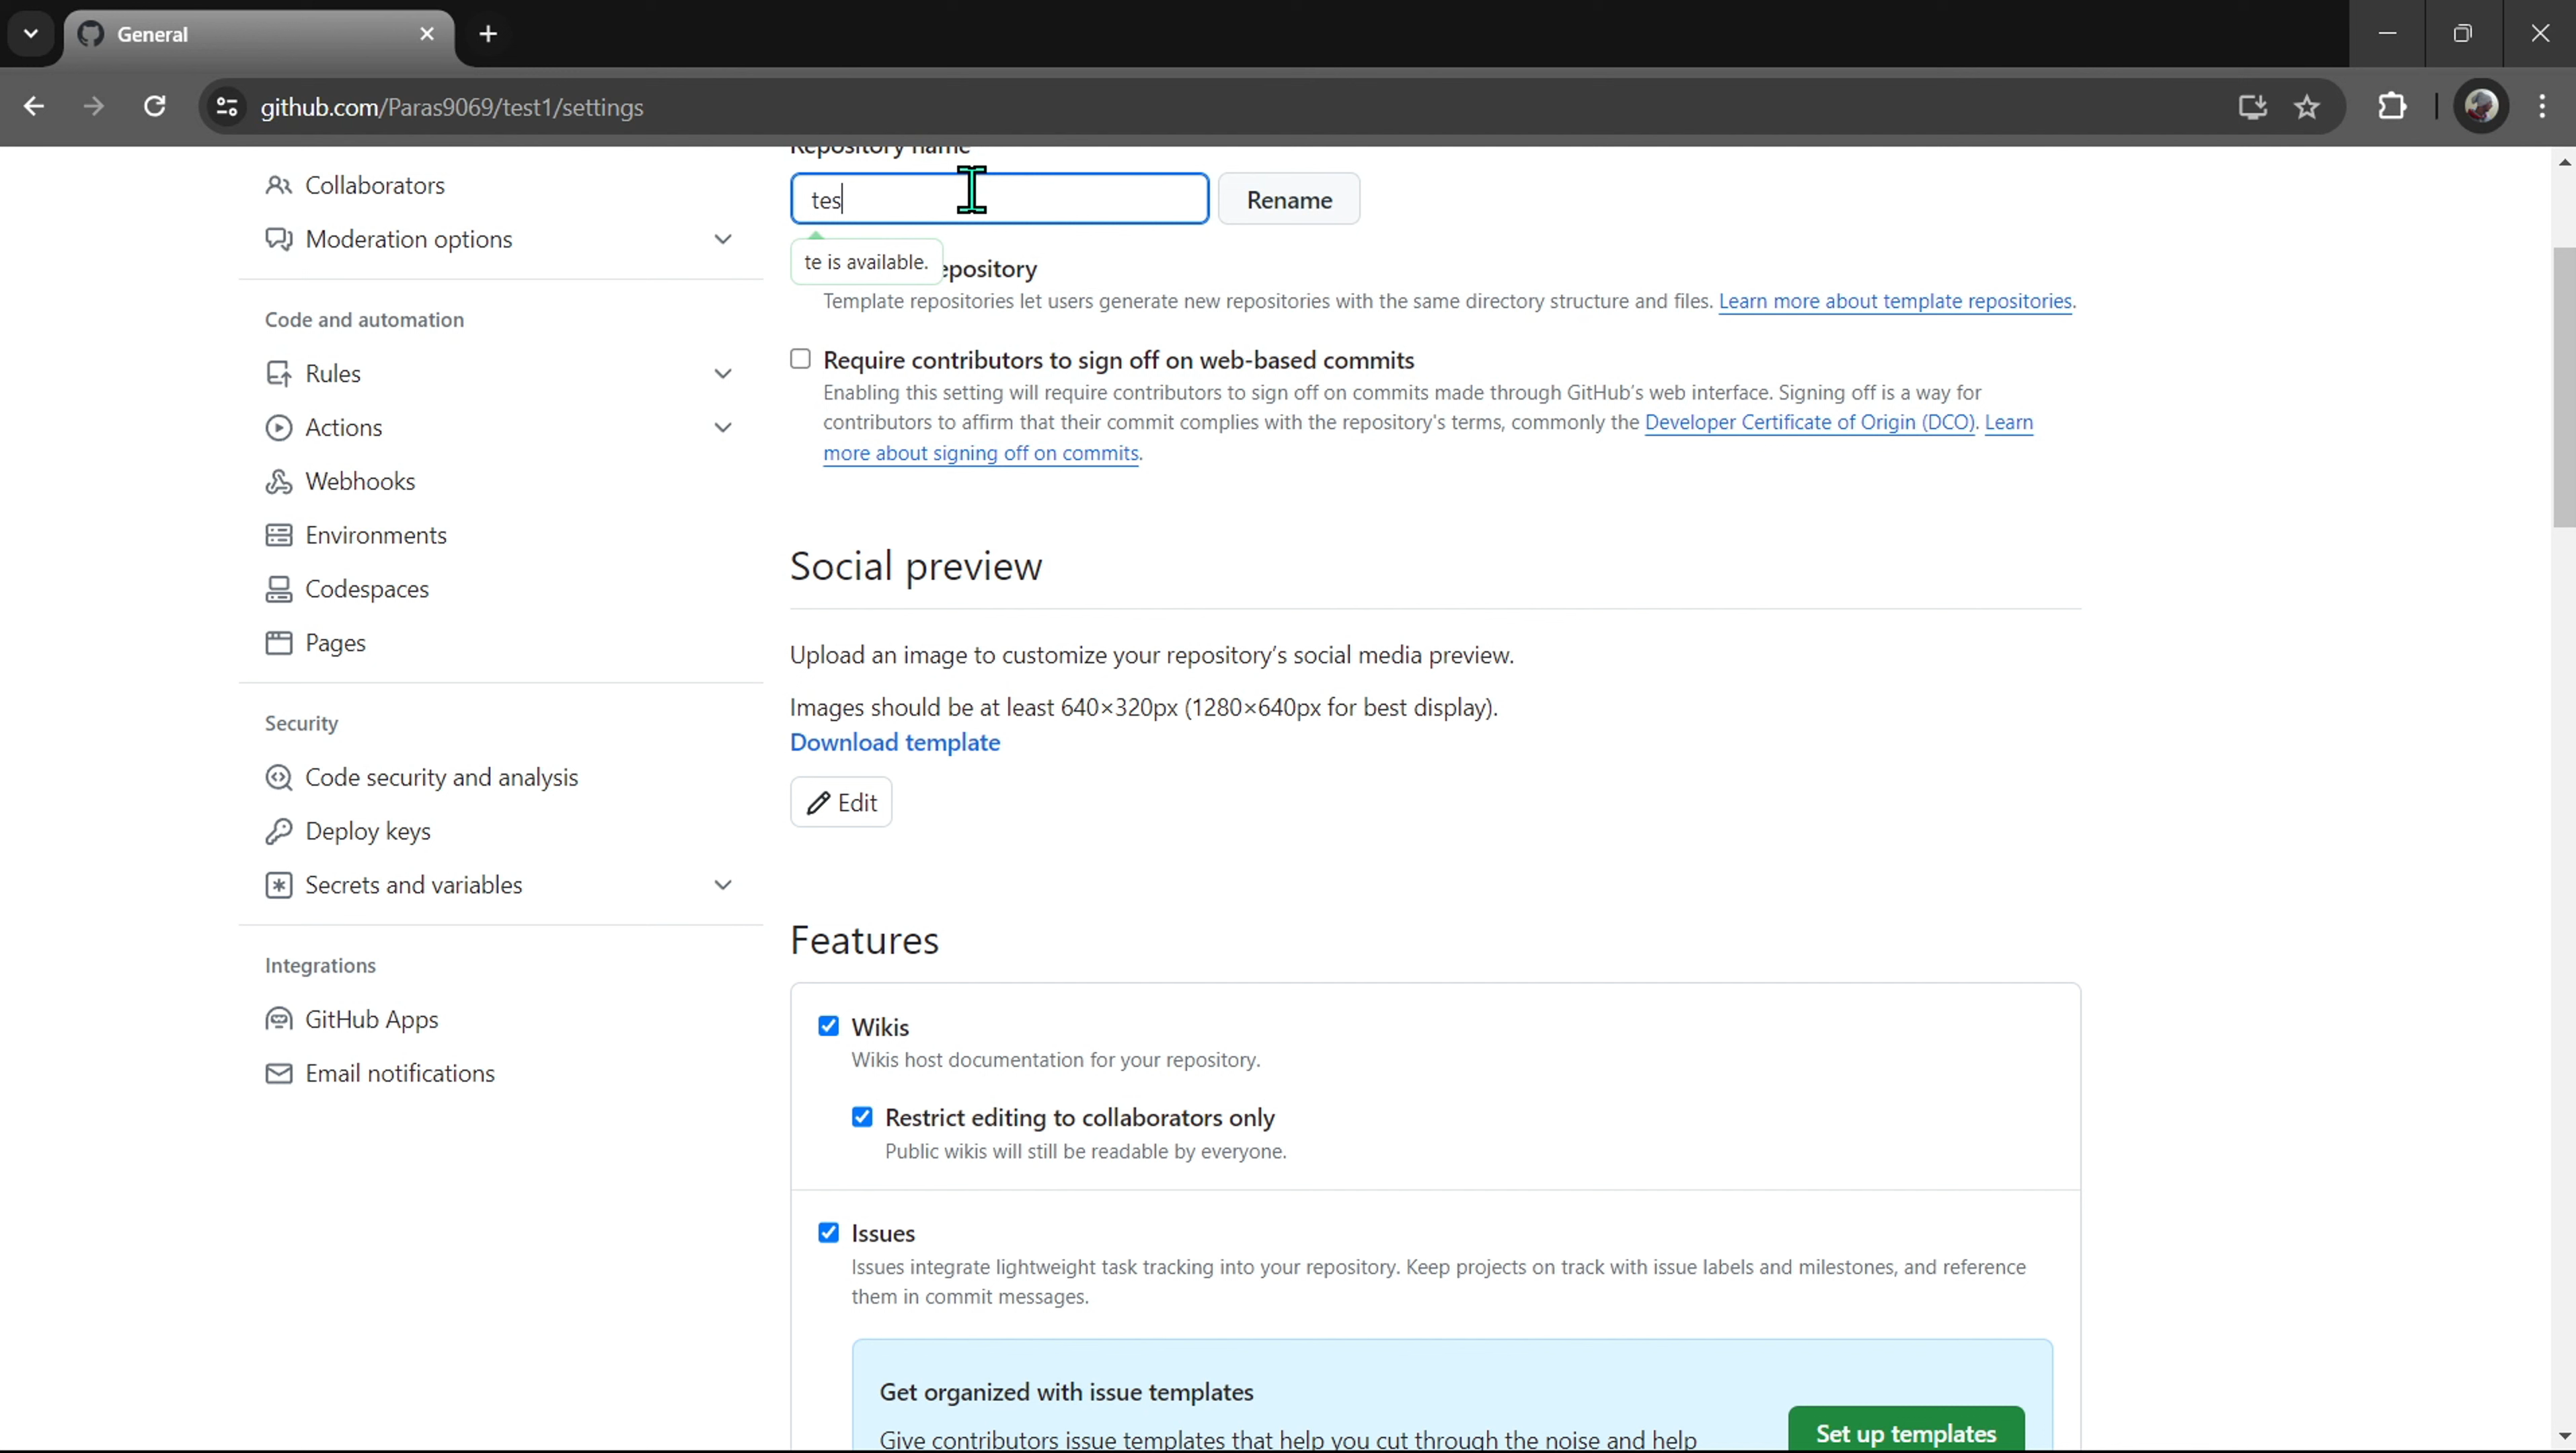 General
github.com/Paras9069/test1/settings
Repository name
Collaborators
tes
Rename
Moderation options
te is available.
epository
Template repositories let users generate new repositories with the same directory structure and files. Learn more about template repositories.
Code and automation
Rules
Require contributors to sign off on web-based commits
Enabling this setting will require contributors to sign off on commits made through GitHub's web interface. Signing off is a way for
contributors to affirm that their commit complies with the repository's terms, commonly the Developer Certificate of Origin (DCO). Learn
more about signing off on commits.
Actions
Webhooks
Environments
Codespaces
Pages
Social preview
Upload an image to customize your repository's social media preview.
Images should be at least 640×320px (1280×640px for best display).
Download template
Edit
Security
Code security and analysis
Deploy keys
Secrets and variables
Integrations
GitHub Apps
Email notifications
Features
Wikis
Wikis host documentation for your repository.
Restrict editing to collaborators only
Public wikis will still be readable by everyone.
Issues
Issues integrate lightweight task tracking into your repository. Keep projects on track with issue labels and milestones, and reference
them in commit messages.
Get organized with issue templates
Give contributors issue templates that help you cut through the noise and help
Set up templates